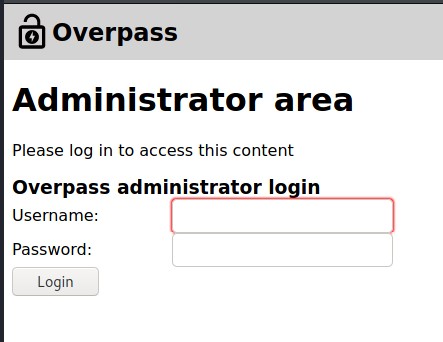 Overpass
Administrator area
Please log in to access this content
Overpass administrator login
Username:
Password:
Login